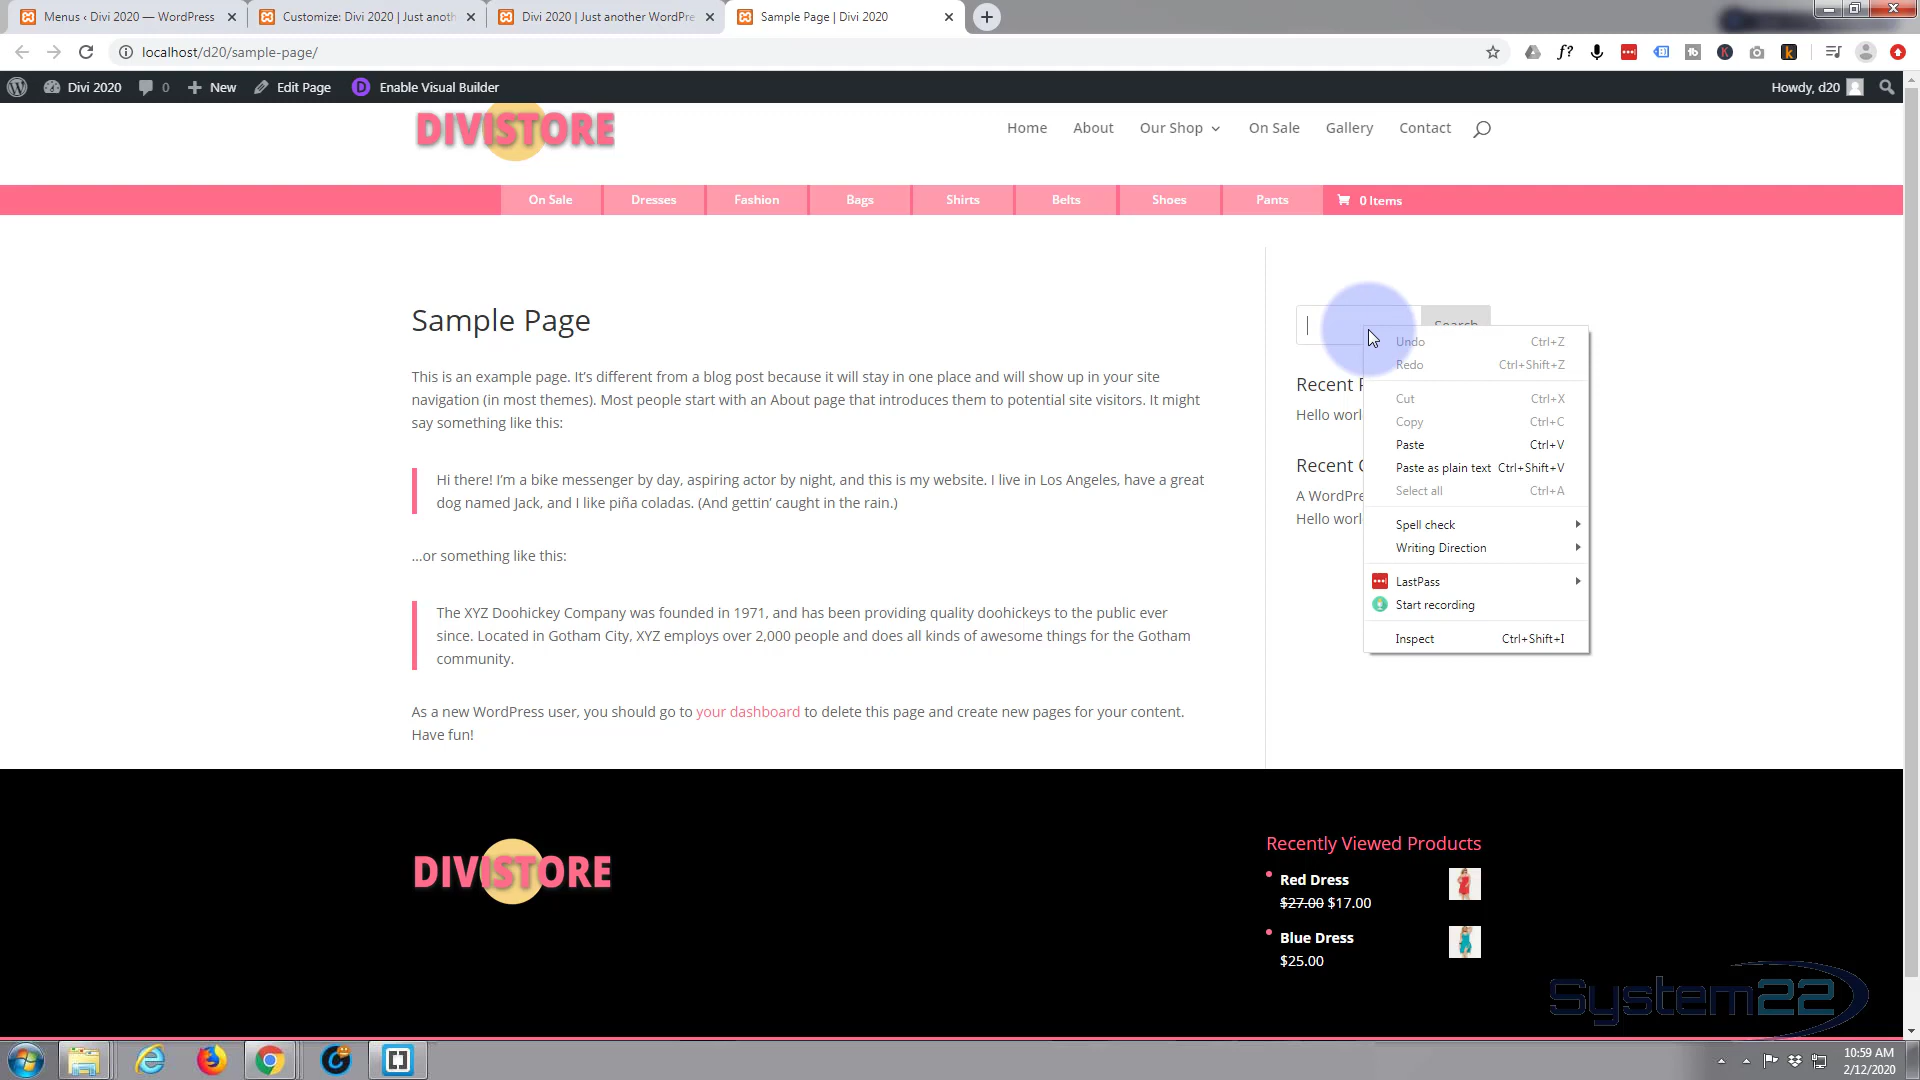 Menus ‹ Divi 2020 — WordPress
Customize: Divi 2020 | Just anoth
Divi 2020 | Just another WordPre
Sample Page | Divi 2020
localhost/d20/sample-page/
Divi 2020
0
New
Edit Page
D
Enable Visual Builder
Howdy, d20
DIVISTORE
Home
About
Our Shop
On Sale
Gallery
Contact
On Sale
Dresses
Fashion
Bags
Shirts
Belts
Shoes
Pants
0 Items
Sample Page
This is an example page. It’s different from a blog post because it will stay in one place and will show up in your site
navigation (in most themes). Most people start with an About page that introduces them to potential site visitors. It might
say something like this:
Hi there! I’m a bike messenger by day, aspiring actor by night, and this is my website. I live in Los Angeles, have a great
dog named Jack, and I like piña coladas. (And gettin’ caught in the rain.)
…or something like this:
The XYZ Doohickey Company was founded in 1971, and has been providing quality doohickeys to the public ever
since. Located in Gotham City, XYZ employs over 2,000 people and does all kinds of awesome things for the Gotham
community.
As a new WordPress user, you should go to your dashboard to delete this page and create new pages for your content.
Have fun!
Search
Recent
Hello worl
Recent
A WordPre
Hello worl
Undo Ctrl+Z
Redo Ctrl+Shift+Z
Cut Ctrl+X
Copy Ctrl+C
Paste Ctrl+V
Paste as plain text Ctrl+Shift+V
Select all Ctrl+A
Spell check
Writing Direction
LastPass
Start recording
Inspect Ctrl+Shift+I
DIVISTORE
Recently Viewed Products
Red Dress
$27.00 $17.00
Blue Dress
$25.00
System22
10:59 AM
2/12/2020